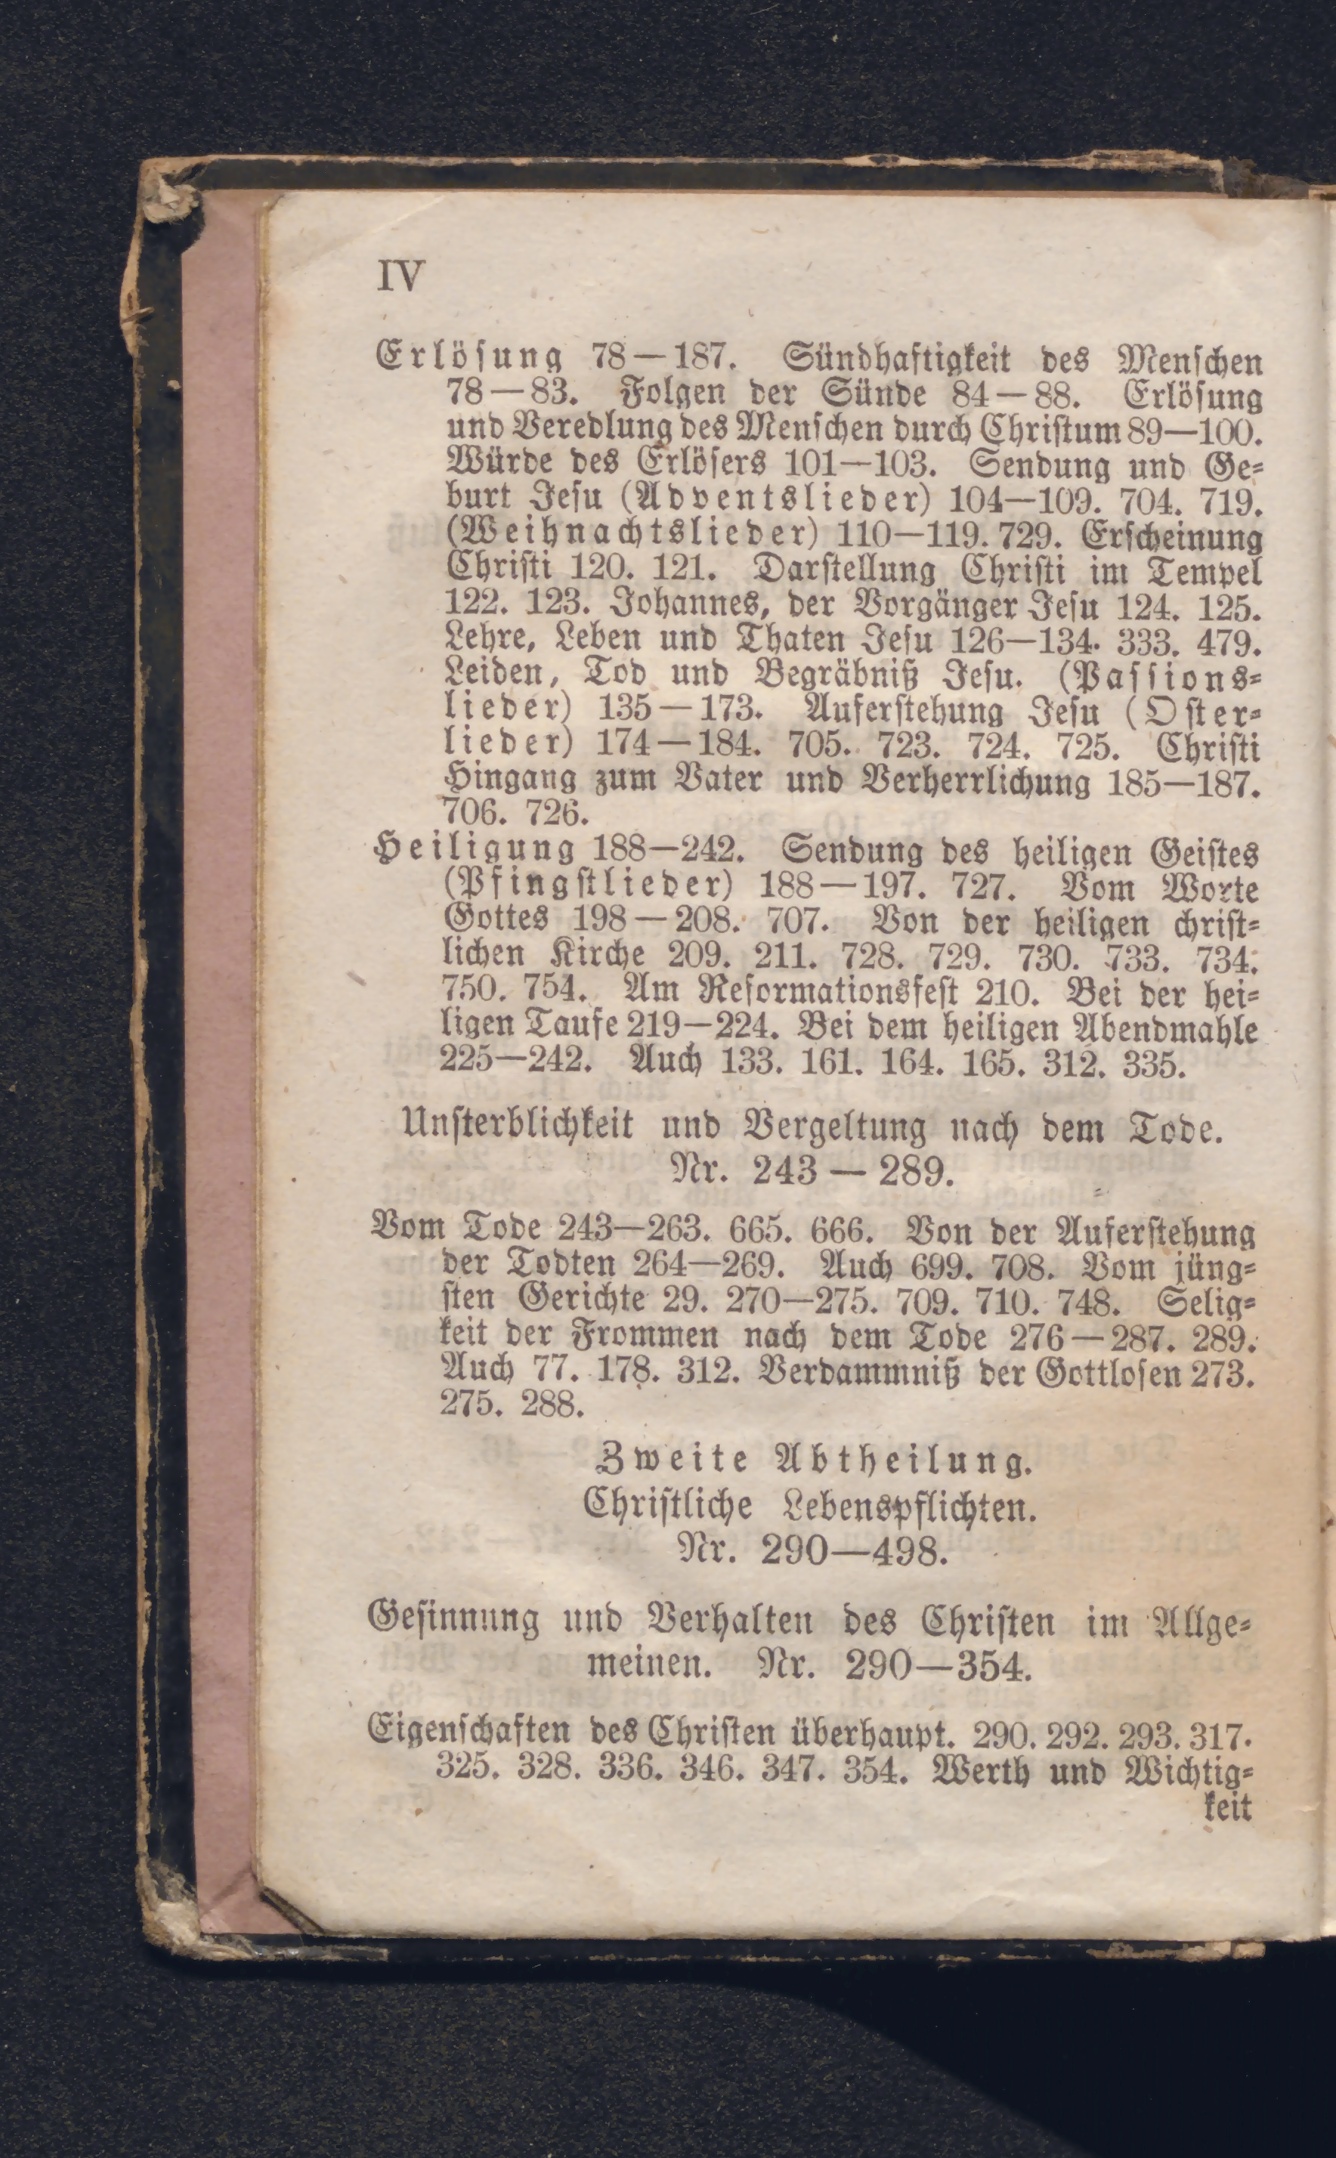 IV
Erlösung 78—187. Sündhaftigkeit des Menschen
78—83. Folgen der Sünde 84—88. Erlösung
und Veredlung des Menschen durch Christum 89—100.
Würde des Erlösers 101—103. Sendung und Ge=
burt Jesu (Adventslieder) 104—109. 704. 719.
(Weihnachtslieder) 110—119. 729. Erscheinung
Christi 120. 121. Darstellung Christi im Tempel
122. 123. Johannes, der Vorgänger Jesu 124. 125.
Lehre, Leben und Thaten Jesu 126—134. 333. 479.
Leiden, Tod und Begräbniß Jesu. (Passions=
lieder) 135—173. Auferstehung Jesu (Oster=
lieder) 174—184. 705. 723. 724. 725. Christi
Hingang zum Vater und Verherrlichung 185—187.
706. 726.
Heiligung 188—242. Sendung des heiligen Geistes
(Pfingstlieder) 188—197. 727. Vom Worte
Gottes 198—208. 707. Von der heiligen christ=
lichen Kirche 209. 211. 728. 729. 730. 733. 734.
750. 754. Am Reformationsfest 210. Bei der hei=
ligen Taufe 219—224. Bei dem heiligen Abendmahle
225—242. Auch 133. 161. 164. 165. 312. 335.
Unsterblichkeit und Vergeltung nach dem Tode.
Nr. 243—289.
Vom Tode 243—263. 665. 666. Von der Auferstehung
der Todten 264—269. Auch 699. 708. Vom jüng=
sten Gerichte 29. 270—275. 709. 710. 748. Selig=
keit der Frommen nach dem Tode 276—287. 289.
Auch 77. 178. 312. Verdammniß der Gottlosen 273.
275. 288.
Zweite Abtheilung.
Christliche Lebenspflichten.
Nr. 290—498.
Gesinnung und Verhalten des Christen im Allge=
meinen. Nr. 290—354.
Eigenschaften des Christen überhaupt. 290. 292. 293. 317.
325. 328. 336. 346. 347. 354. Werth und Wichtig=
keit